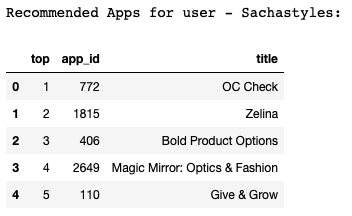 Recommended Apps for user - Sachastyles:
top app_id title
0 1 772 OC Check
1 2 1815 Zelina
2 3 406 Bold Product Options
3 4 2649 Magic Mirror: Optics & Fashion
4 5 110 Give & Grow